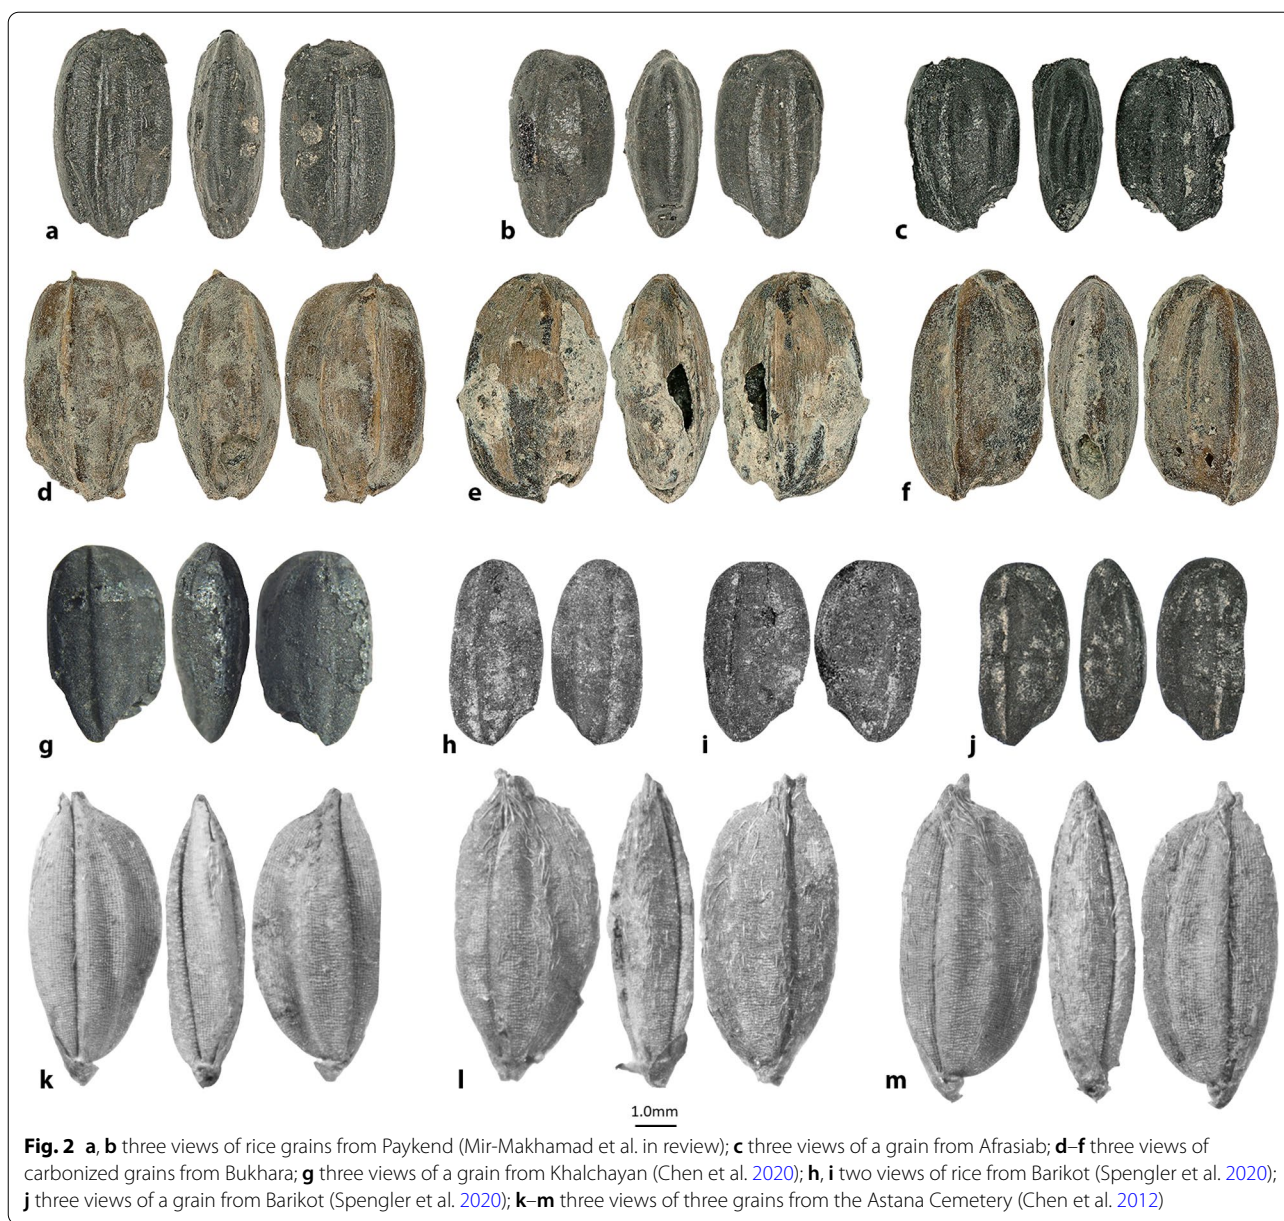 a
b
c
d
e
f
g
h
i
j
k
l
m
1.0mm
Fig. 2 a, b three views of rice grains from Paykend (Mir-Makhamad et al. in review); c three views of a grain from Afrasiab; d–f three views of
carbonized grains from Bukhara; g three views of a grain from Khalchayan (Chen et al. 2020); h, i two views of rice from Barikot (Spengler et al. 2020);
j three views of a grain from Barikot (Spengler et al. 2020); k–m three views of three grains from the Astana Cemetery (Chen et al. 2012)